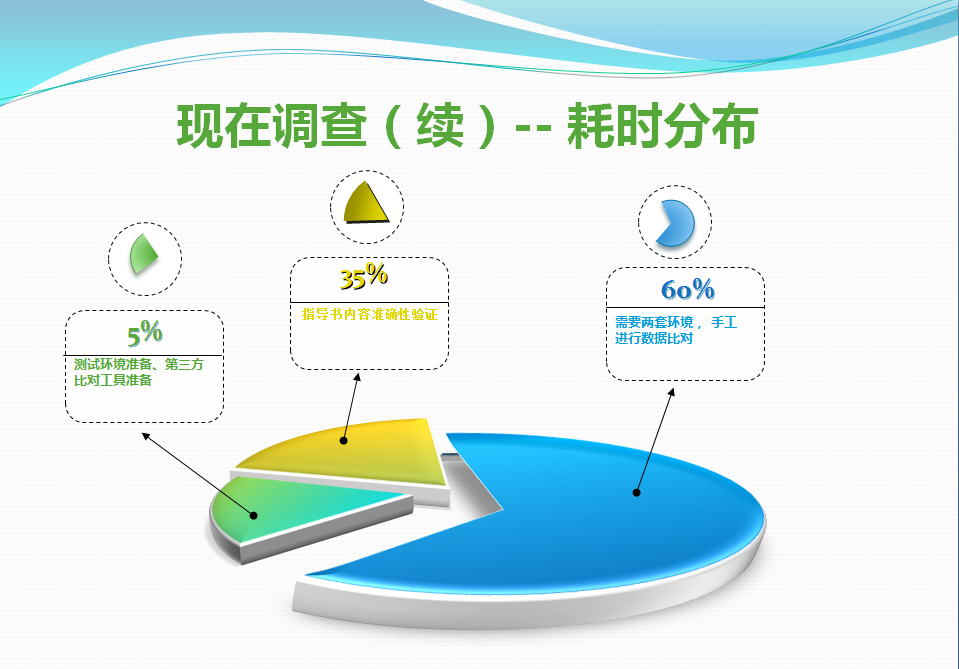 现在调查（续）-- 耗时分布
5%
测试环境准备、第三方
比对工具准备
35%
指导书内容准确性验证
60%
需要两套环境 ，手工
进行数据比对